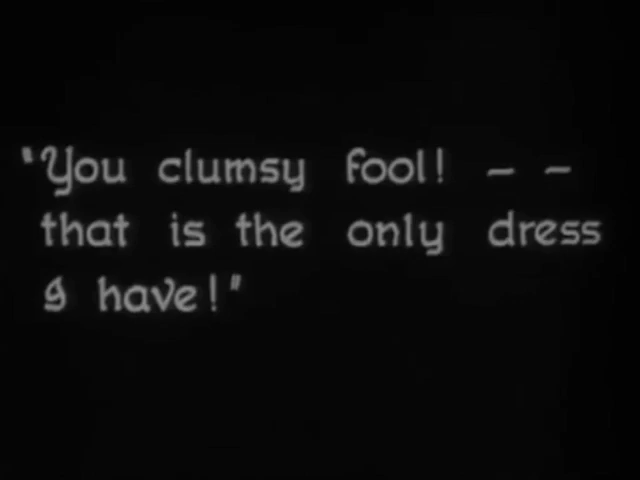 "You clumsy fool! – –
that is the only dress
I have!"